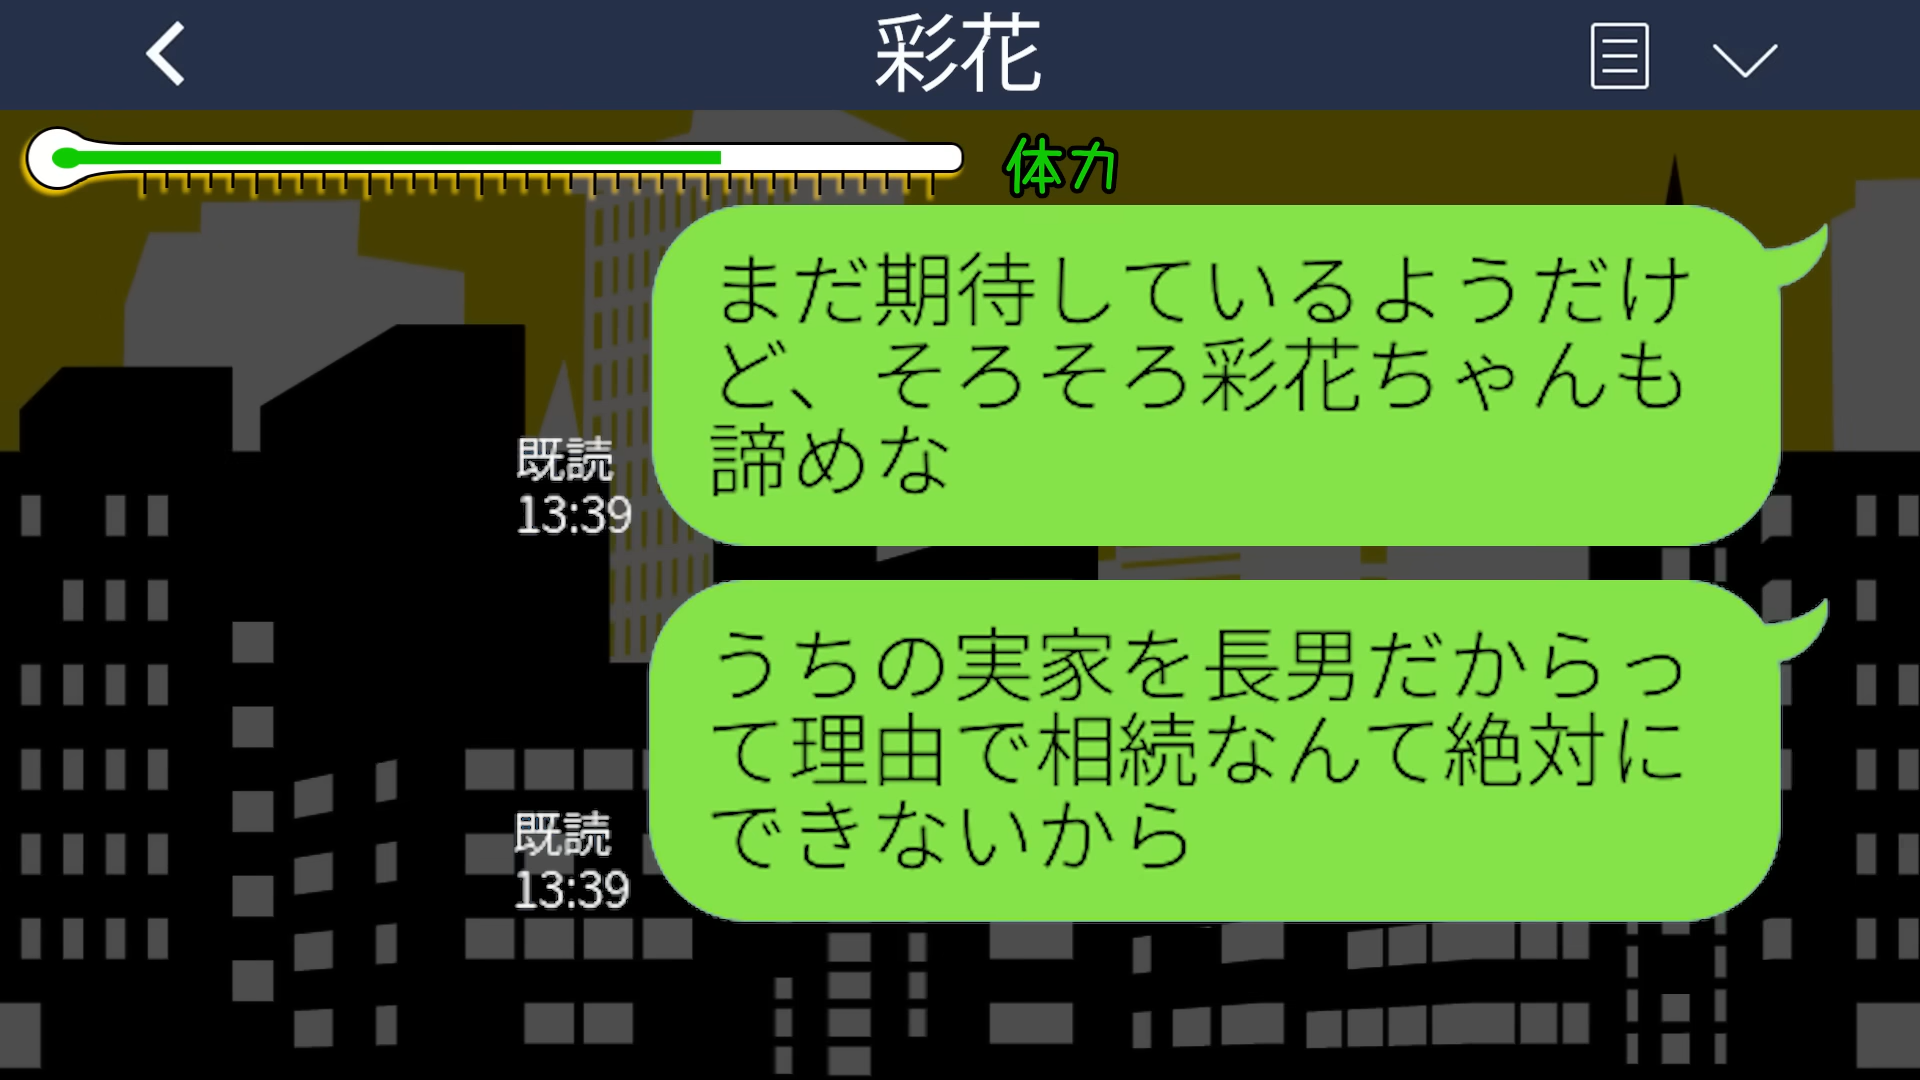 彩花
体力
まだ期待しているようだけ
ど、そろそろ彩花ちゃんも
諦めな
既読
13:39
うちの実家を長男だからっ
て理由で相続なんて絶対に
できないから
既読
13:39